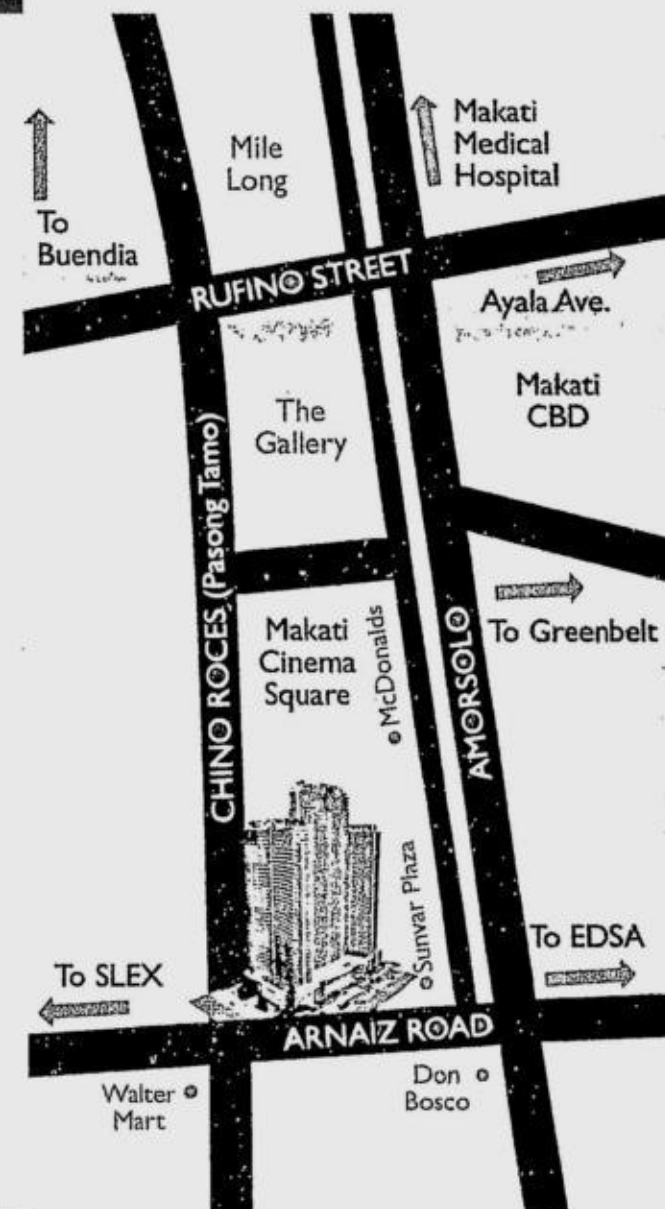 Mile
Long
Makati
Medical
Hospital
To
Buendia
RUFINO STREET
Ayala Ave.
The
Gallery
Makati
CBD
CHINO ROCES (Pasong Tamo)
To Greenbelt
Makati
Cinema
Square
McDonalds
AMORSOLO
Sunvar Plaza
To EDSA
To SLEX
ARNAIZ ROAD
Walter
Mart
Don
Bosco